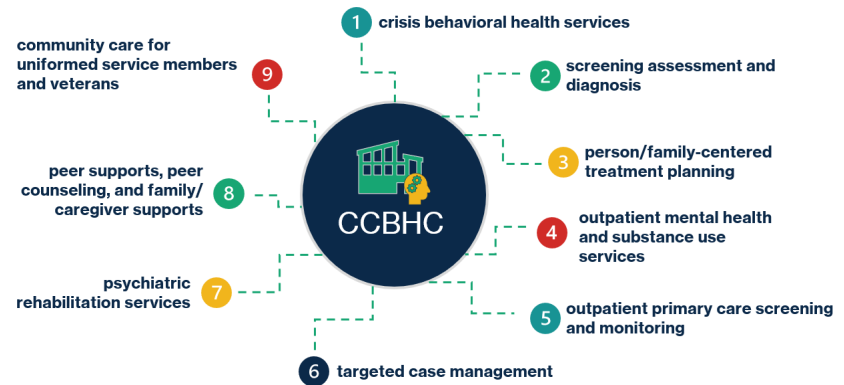 1 crisis behavioral health services
2 screening assessment and
diagnosis
3 person/family-centered
treatment planning
4 outpatient mental health
and substance use
services
5 outpatient primary care screening
and monitoring
6 targeted case management
7 psychiatric
rehabilitation services
8 peer supports, peer
counseling, and family/
caregiver supports
9 community care for
uniformed service members
and veterans
CCBHC